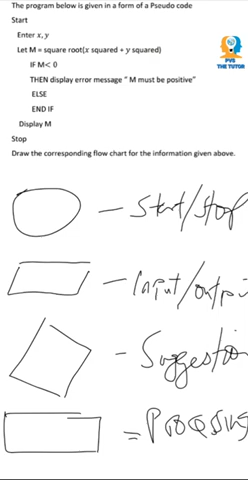 The program below is given in a form of a Pseudo code
Start
Enter x, y
Let M = square root(x squared + y squared)
IF M< 0
THEN display error message “ M must be positive”
ELSE
END IF
Display M
Stop
Draw the corresponding flow chart for the information given above.
PVS
THE TUTOR
— Start/Stop
— Input/outpu
— Suggestion
= PROCESSING